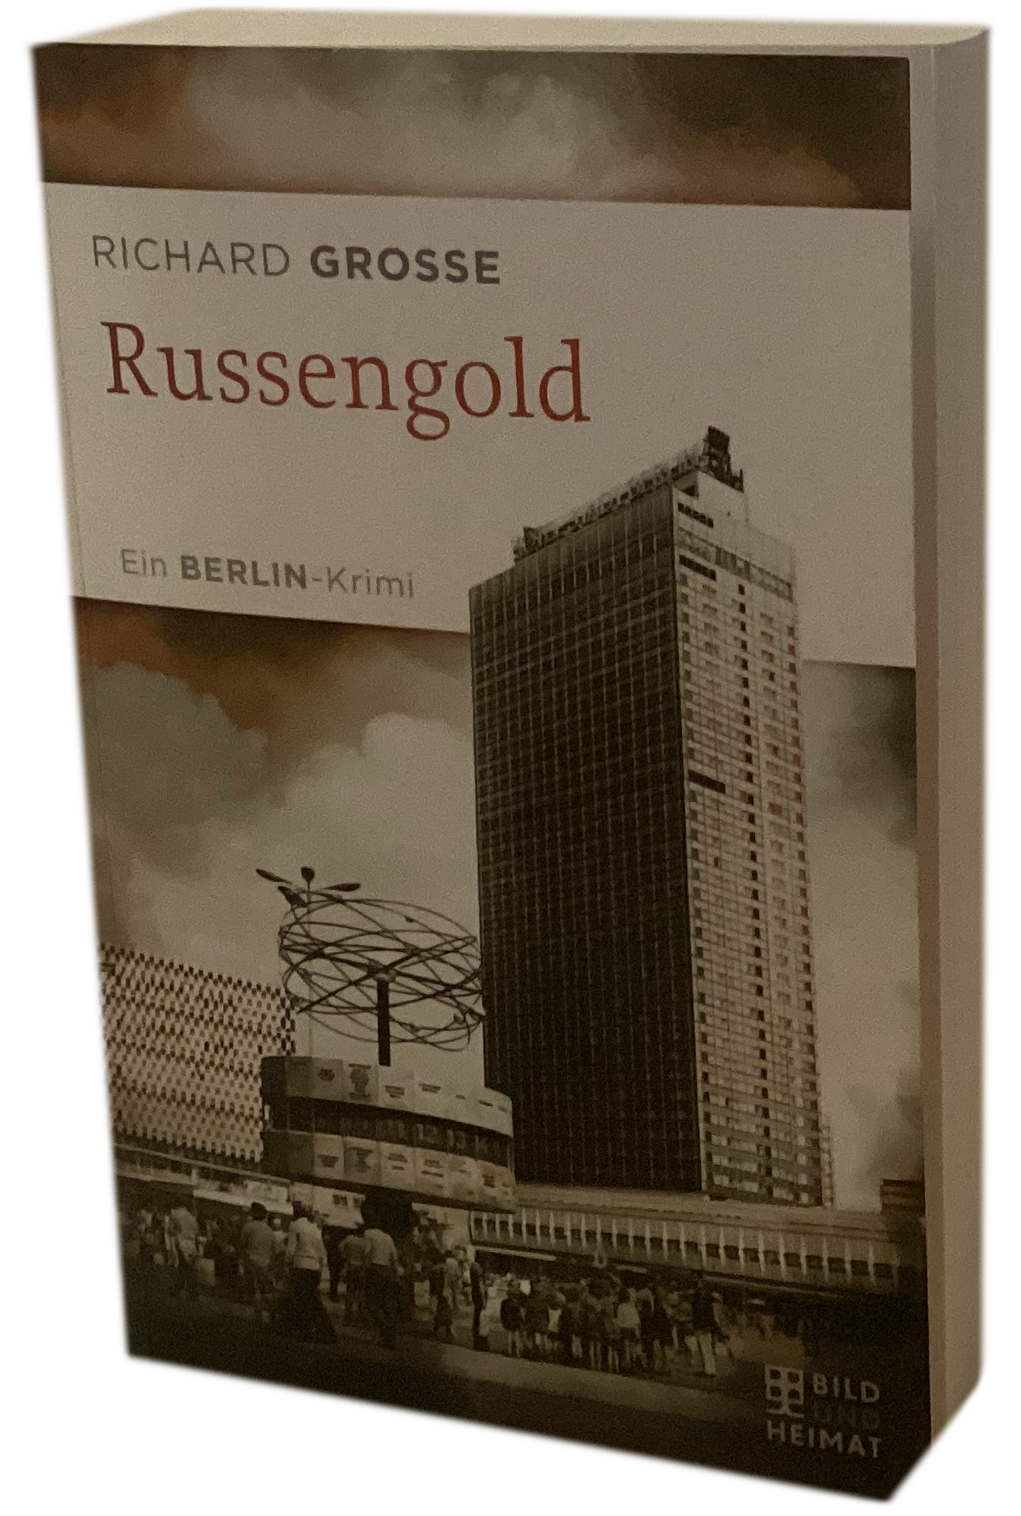 RICHARD GROSSE
Russengold
Ein BERLIN-Krimi
BILD
UND
HEIMAT